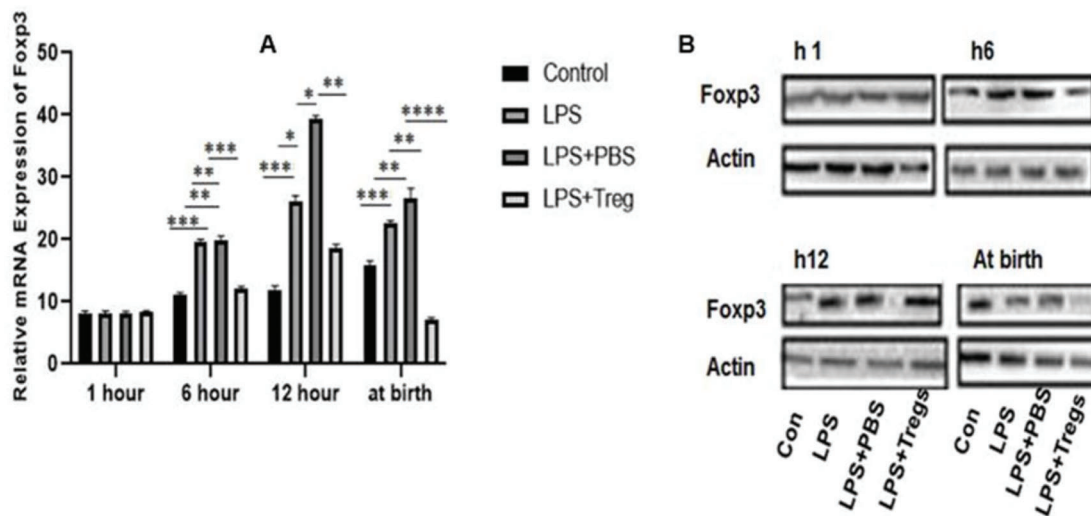 A
Relative mRNA Expression of Foxp3
50
40
30
20
10
0
***
**
**
***
***
*
*
**
***
**
**
****
1 hour 6 hour 12 hour at birth
Control
LPS
LPS+PBS
LPS+Treg
B
h 1 h6
Foxp3
Actin
h12 At birth
Foxp3
Actin
Con LPS LPS+PBS LPS+Tregs Con LPS LPS+PBS LPS+Tregs